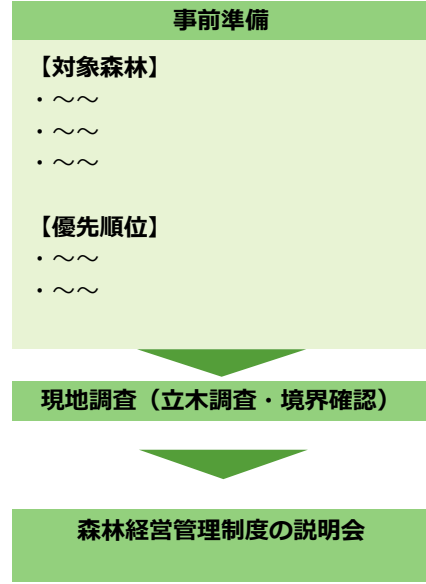 事前準備
【対象森林】
・～～
・～～
・～～
【優先順位】
・～～
・～～
現地調査（立木調査・境界確認）
森林経営管理制度の説明会